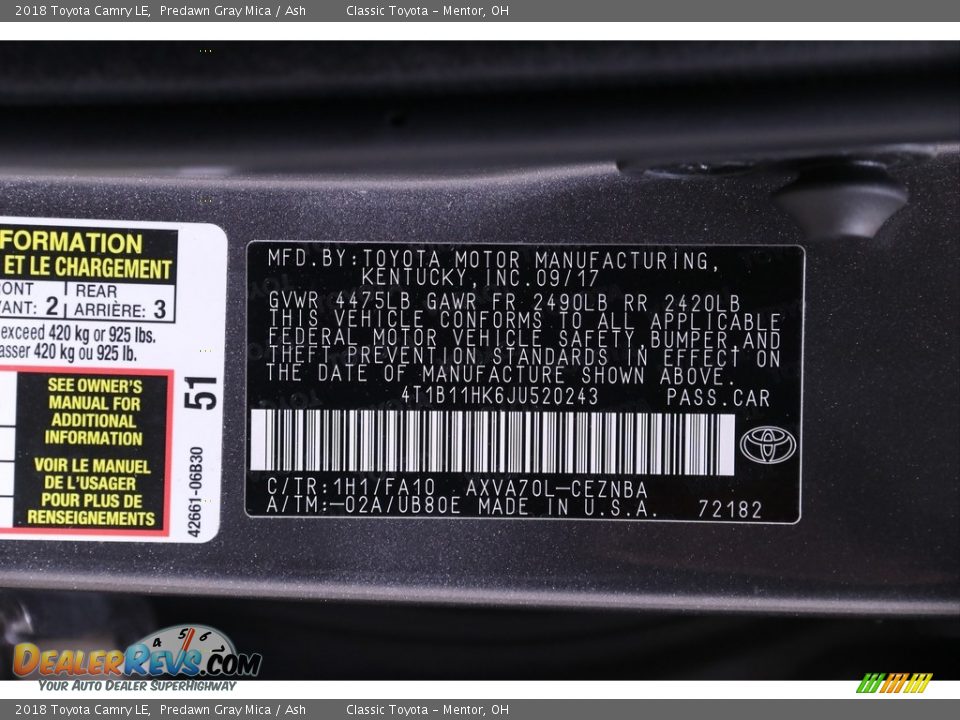 2018 Toyota Camry LE, Predawn Gray Mica / Ash Classic Toyota - Mentor, OH
FORMATION
ET LE CHARGEMENT
REAR
2 ARRIÈRE: 3
exceed 420 kg or 925 lbs.
420 kg ou 925 lb.
SEE OWNER'S
MANUAL FOR
ADDITIONAL
INFORMATION
VOIR LE MANUEL
DE L'USAGER
POUR PLUS DE
RENSEIGNEMENTS
51
42661-06B30
MFD.BY:TOYOTA MOTOR MANUFACTURING,
KENTUCKY,INC.09/17
GVWR 4475LB GAWR FR 2490LB RR 2420LB
THIS VEHICLE CONFORMS TO ALL APPLICABLE
FEDERAL MOTOR VEHICLE SAFETY,BUMPER,AND
THEFT PREVENTION STANDARDS IN EFFECT ON
THE DATE OF MANUFACTURE SHOWN ABOVE.
4T1B11HK6JU520243 PASS.CAR
C/TR:1H1/FA10 AXVA70L-CEZNBA
A/TM:-02A/UB80E MADE IN U.S.A. 72182
4 5 6
DEALERREVS.COM
YOUR AUTO DEALER SUPERHIGHWAY
2018 Toyota Camry LE, Predawn Gray Mica / Ash Classic Toyota - Mentor, OH